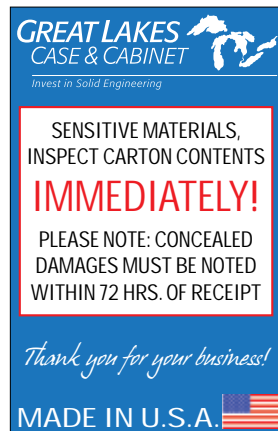 GREAT LAKES
CASE & CABINET
Invest in Solid Engineering
SENSITIVE MATERIALS,
INSPECT CARTON CONTENTS
IMMEDIATELY!
PLEASE NOTE: CONCEALED
DAMAGES MUST BE NOTED
WITHIN 72 HRS. OF RECEIPT
Thank you for your business!
MADE IN U.S.A.